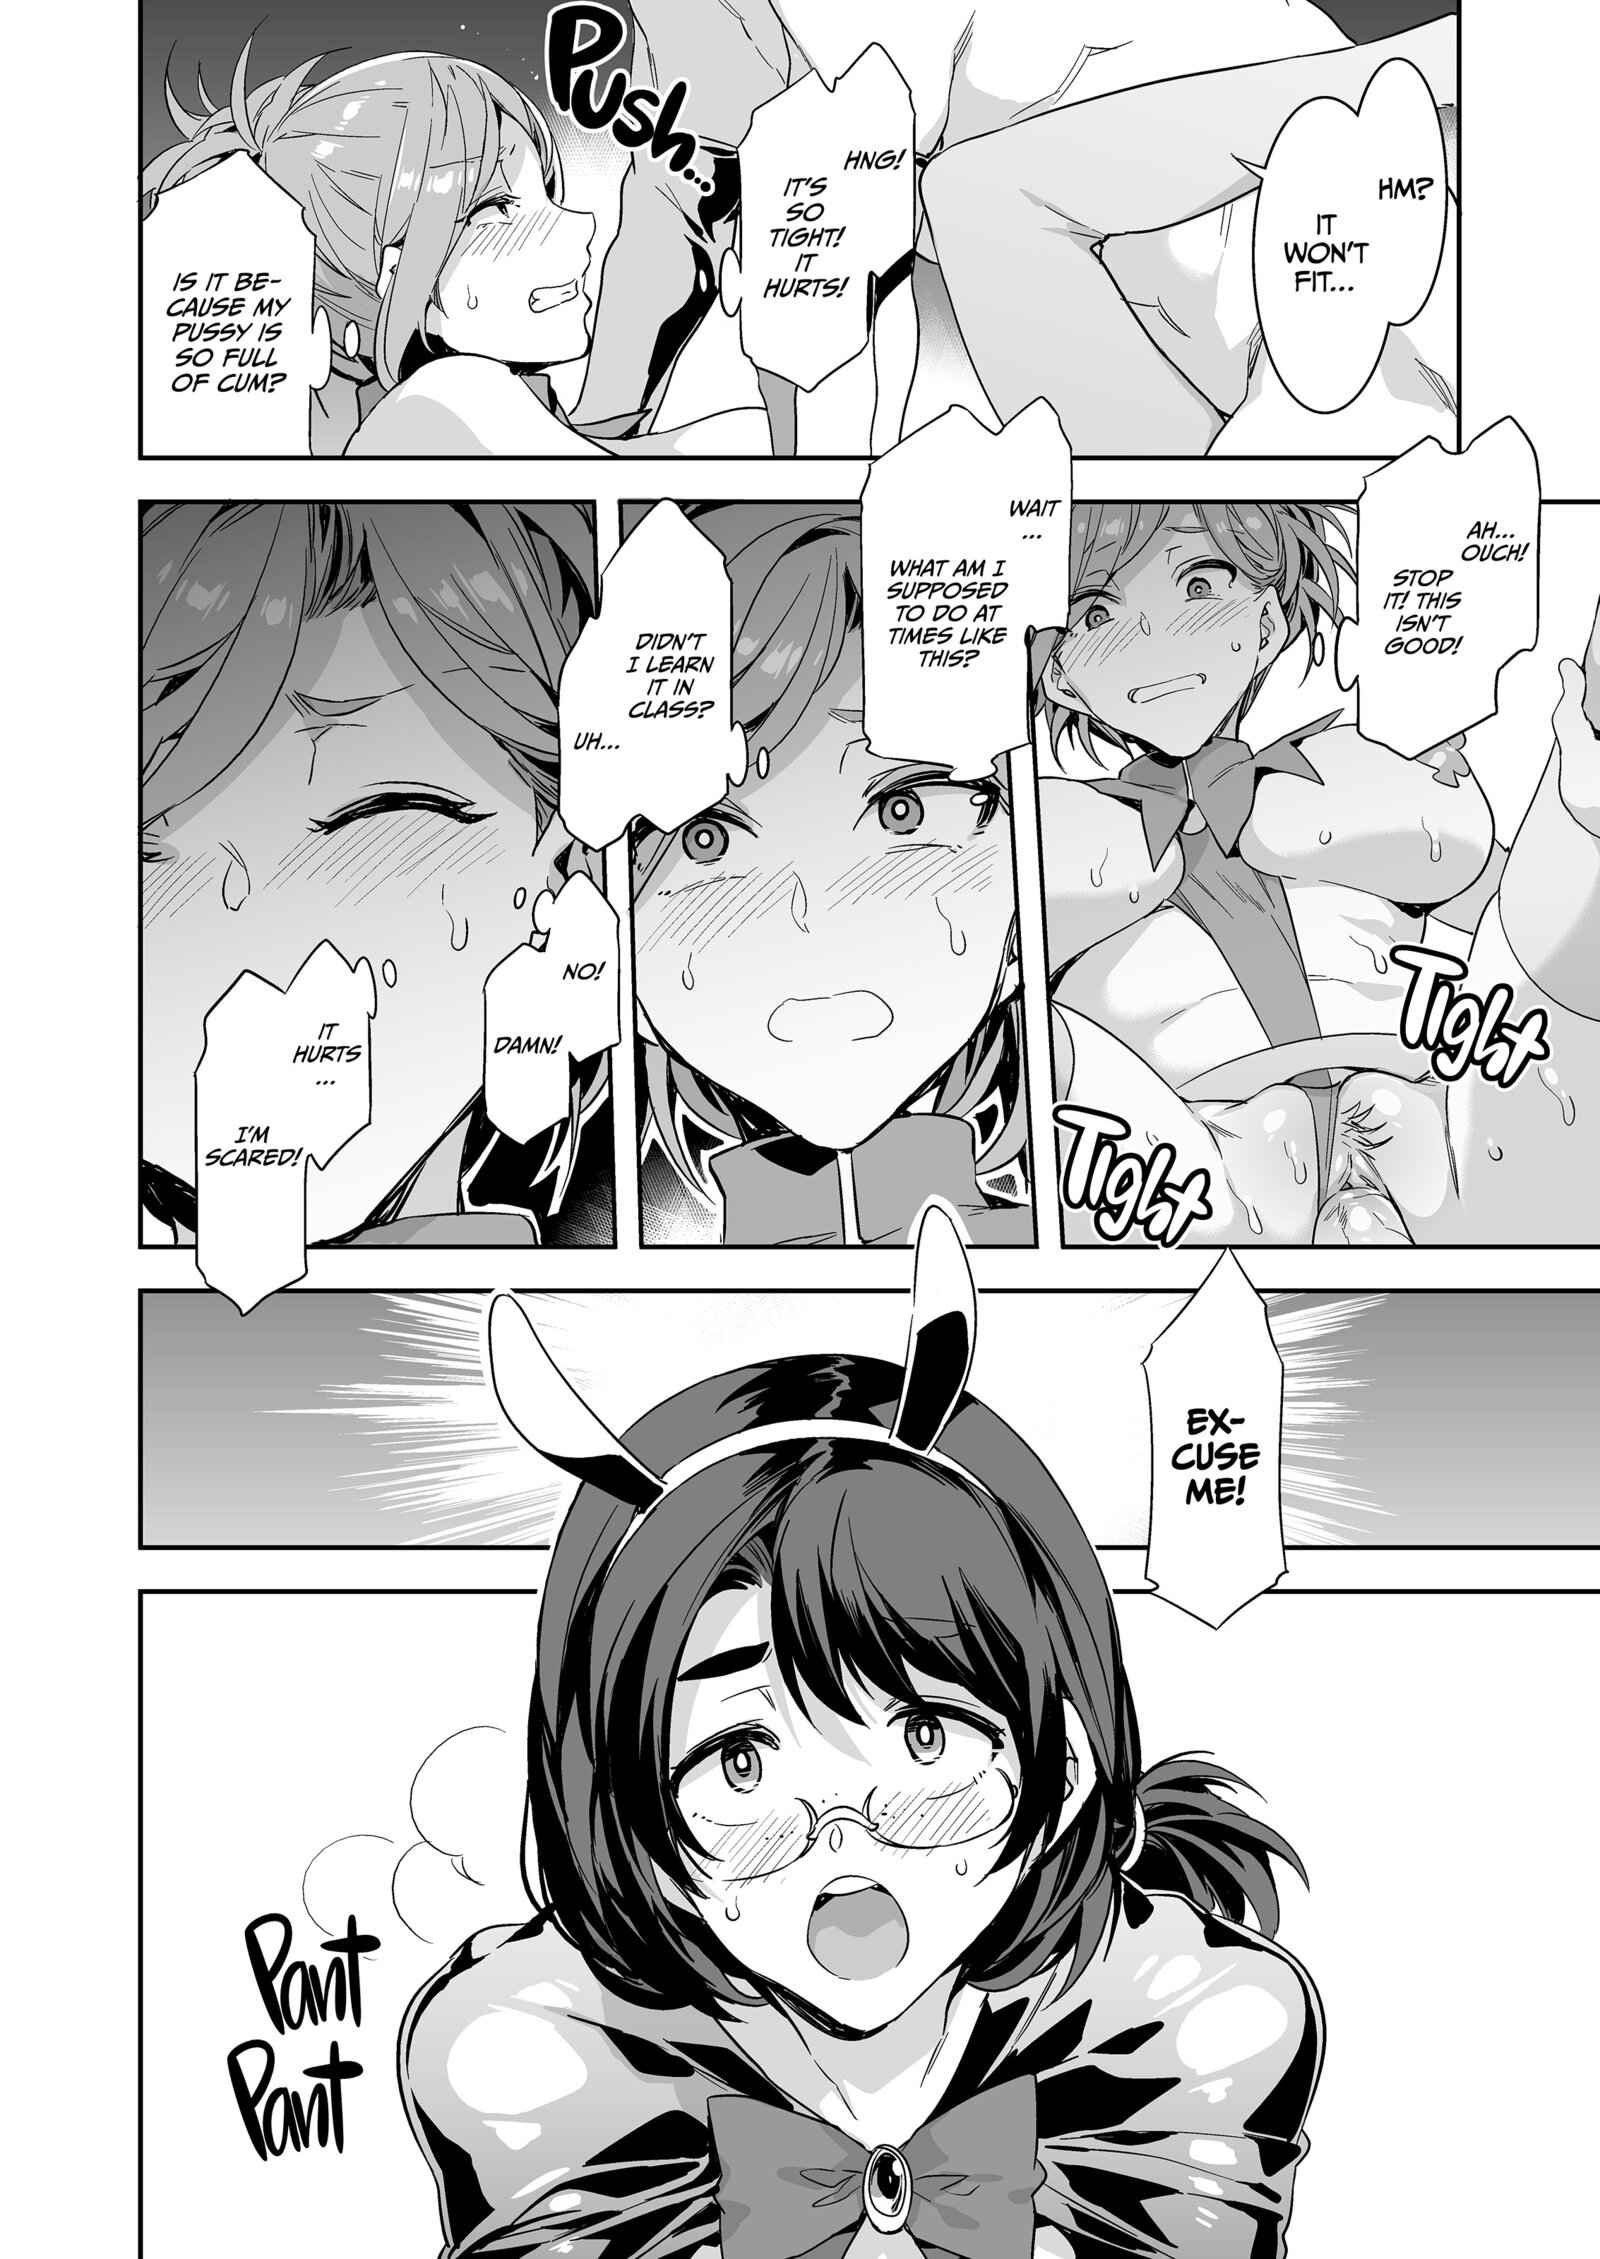 HM?
IT
WON'T
FIT...
HNG!
IT'S
SO
TIGHT!
IT
HURTS!
PUSH...
IS IT BE-
CAUSE MY
PUSSY IS
SO FULL
OF CUM?
AH...
OUCH!
STOP
IT! THIS
ISN'T
GOOD!
TIGHT
TIGHT
WAIT
...
WHAT AM I
SUPPOSED
TO DO AT
TIMES LIKE
THIS?
DIDN'T
I LEARN
IT IN
CLASS?
UH...
NO!
DAMN!
IT
HURTS
...
I'M
SCARED!
EX-
CUSE
ME!
PANT
PANT